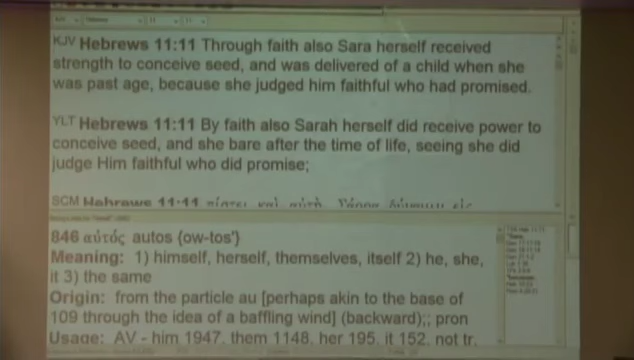 KJV Hebrews 11:11 Through faith also Sara herself received
strength to conceive seed, and was delivered of a child when she
was past age, because she judged him faithful who had promised.
YLT Hebrews 11:11 By faith also Sarah herself did receive power to
conceive seed, and she bare after the time of life, seeing she did
judge Him faithful who did promise;
Hebrews 11:11
846 αὐτός autos {ow-tos'}
Meaning: 1) himself, herself, themselves, itself 2) he, she,
it 3) the same
Origin: from the particle au [perhaps akin to the base of
109 through the idea of a baffling wind] (backward);; pron
Usage: AV - him 1947, them 1148, her 195, it 152, not tr.